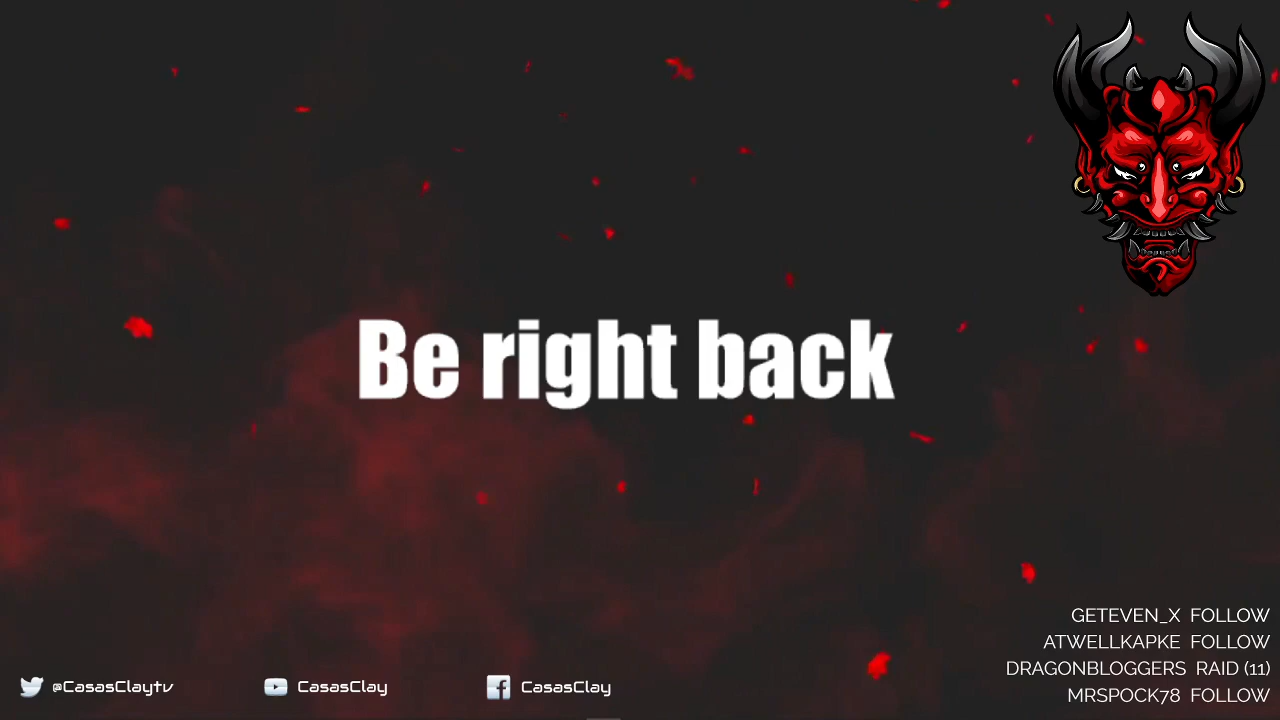 Be right back
GETEVEN_X FOLLOW
ATWELLKAPKE FOLLOW
DRAGONBLOGGERS RAID (11)
MRSPOCK78 FOLLOW
@CasasClaytv CasasClay CasasClay